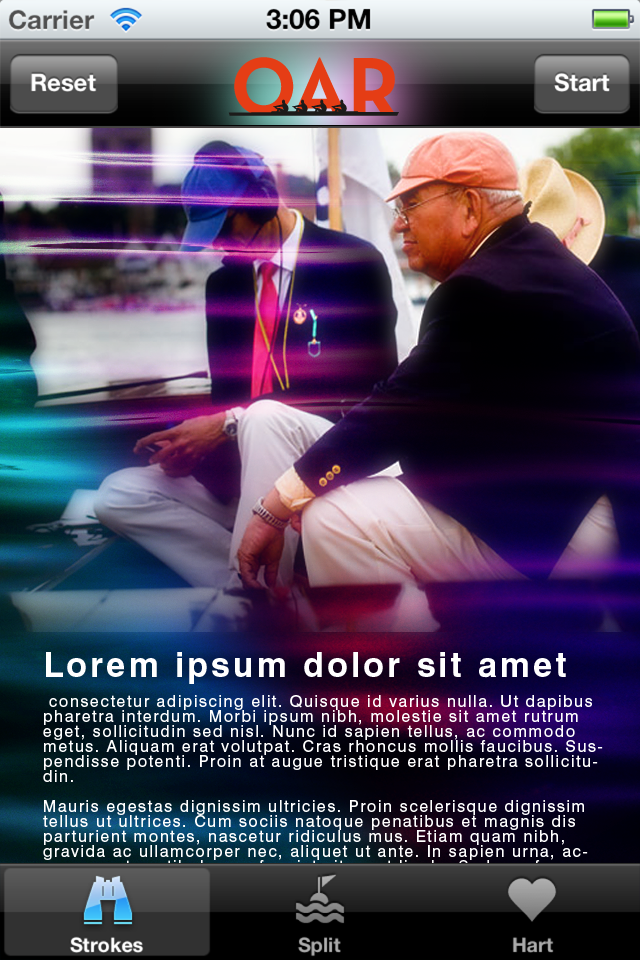 Carrier 3:06 PM
Reset OAR Start
Lorem ipsum dolor sit amet
consectetur adipiscing elit. Quisque id varius nulla. Ut dapibus
pharetra interdum. Morbi ipsum nibh, molestie sit amet rutrum
eget, sollicitudin sed nisl. Nunc id sapien tellus, ac commodo
metus. Aliquam erat volutpat. Cras rhoncus mollis faucibus. Sus-
pendisse potenti. Proin at augue tristique erat pharetra sollicitu-
din.
Mauris egestas dignissim ultricies. Proin scelerisque dignissim
tellus ut ultrices. Cum sociis natoque penatibus et magnis dis
parturient montes, nascetur ridiculus mus. Etiam quam nibh,
gravida ac ullamcorper nec, aliquet ut ante. In sapien urna, ac-
Strokes Split Hart